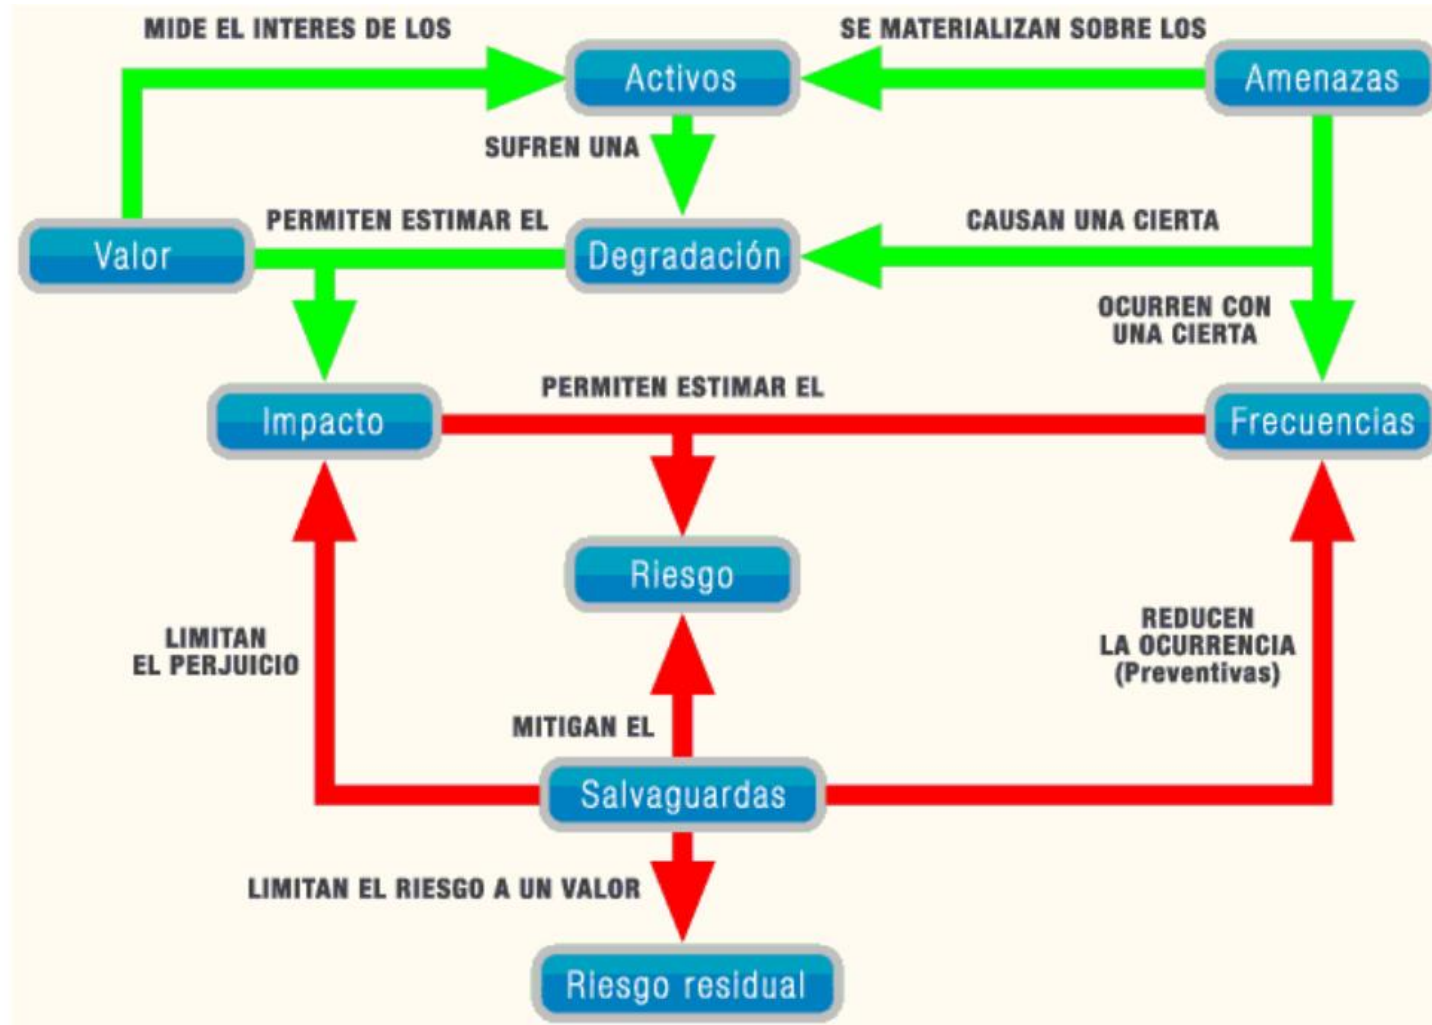 MIDE EL INTERES DE LOS
SE MATERIALIZAN SOBRE LOS
Activos
Amenazas
SUFREN UNA
PERMITEN ESTIMAR EL
CAUSAN UNA CIERTA
Valor
Degradación
OCURREN CON
UNA CIERTA
PERMITEN ESTIMAR EL
Impacto
Frecuencias
Riesgo
LIMITAN
EL PERJUICIO
REDUCEN
LA OCURRENCIA
(Preventivas)
MITIGAN EL
Salvaguardas
LIMITAN EL RIESGO A UN VALOR
Riesgo residual